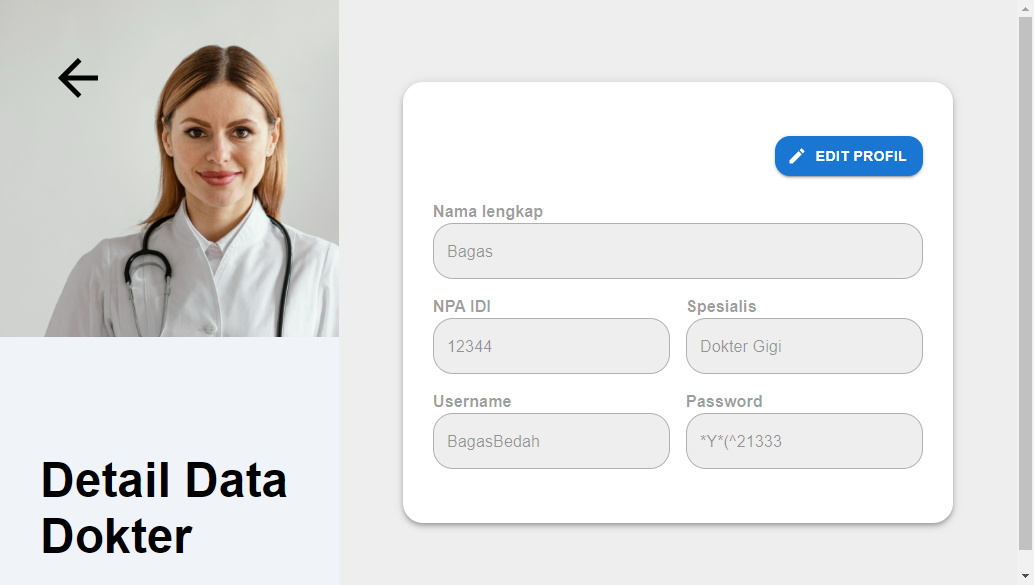 EDIT PROFIL
Nama lengkap
Bagas
NPA IDI
Spesialis
12344
Dokter Gigi
Username
Password
BagasBedah
*Y*(^21333
Detail Data
Dokter